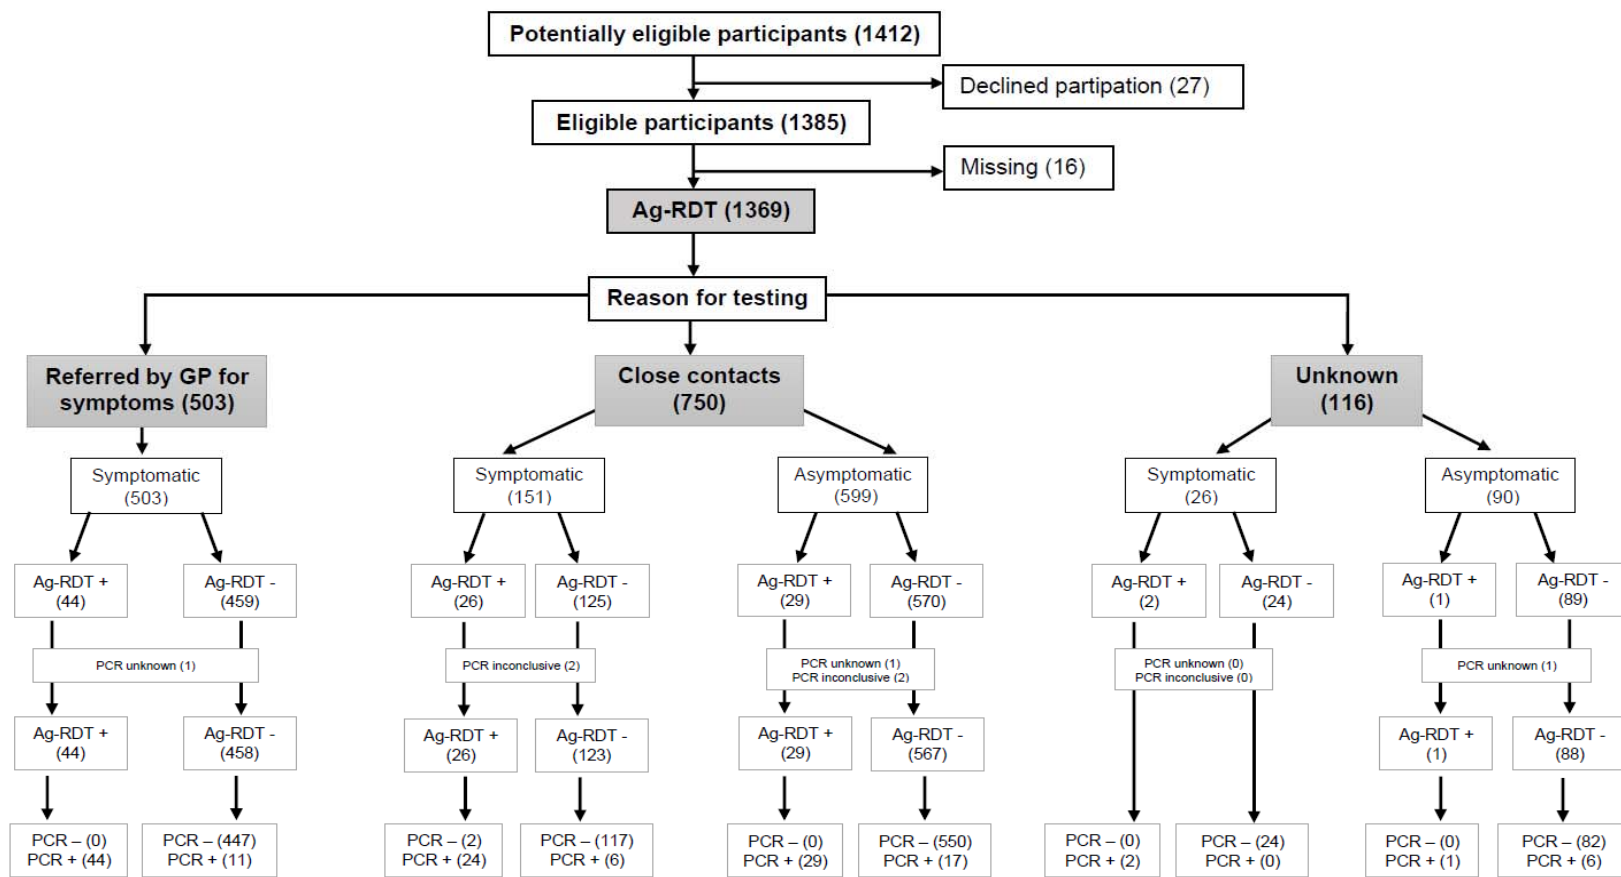 Potentially eligible participants (1412)
Declined partipation (27)
Eligible participants (1385)
Missing (16)
Ag-RDT (1369)
Reason for testing
Referred by GP for
symptoms (503)
Close contacts
(750)
Unknown
(116)
Symptomatic
(503)
Symptomatic
(151)
Asymptomatic
(599)
Symptomatic
(26)
Asymptomatic
(90)
Ag-RDT +
(44)
Ag-RDT -
(459)
Ag-RDT +
(26)
Ag-RDT -
(125)
Ag-RDT +
(29)
Ag-RDT -
(570)
Ag-RDT +
(2)
Ag-RDT -
(24)
Ag-RDT +
(1)
Ag-RDT -
(89)
PCR unknown (1)
PCR inconclusive (2)
PCR unknown (1)
PCR inconclusive (2)
PCR unknown (0)
PCR inconclusive (0)
PCR unknown (1)
Ag-RDT +
(44)
Ag-RDT -
(458)
Ag-RDT +
(26)
Ag-RDT -
(123)
Ag-RDT +
(29)
Ag-RDT -
(567)
Ag-RDT +
(1)
Ag-RDT -
(88)
PCR – (0)
PCR + (44)
PCR – (447)
PCR + (11)
PCR – (2)
PCR + (24)
PCR – (117)
PCR + (6)
PCR – (0)
PCR + (29)
PCR – (550)
PCR + (17)
PCR – (0)
PCR + (2)
PCR – (24)
PCR + (0)
PCR – (0)
PCR + (1)
PCR – (82)
PCR + (6)